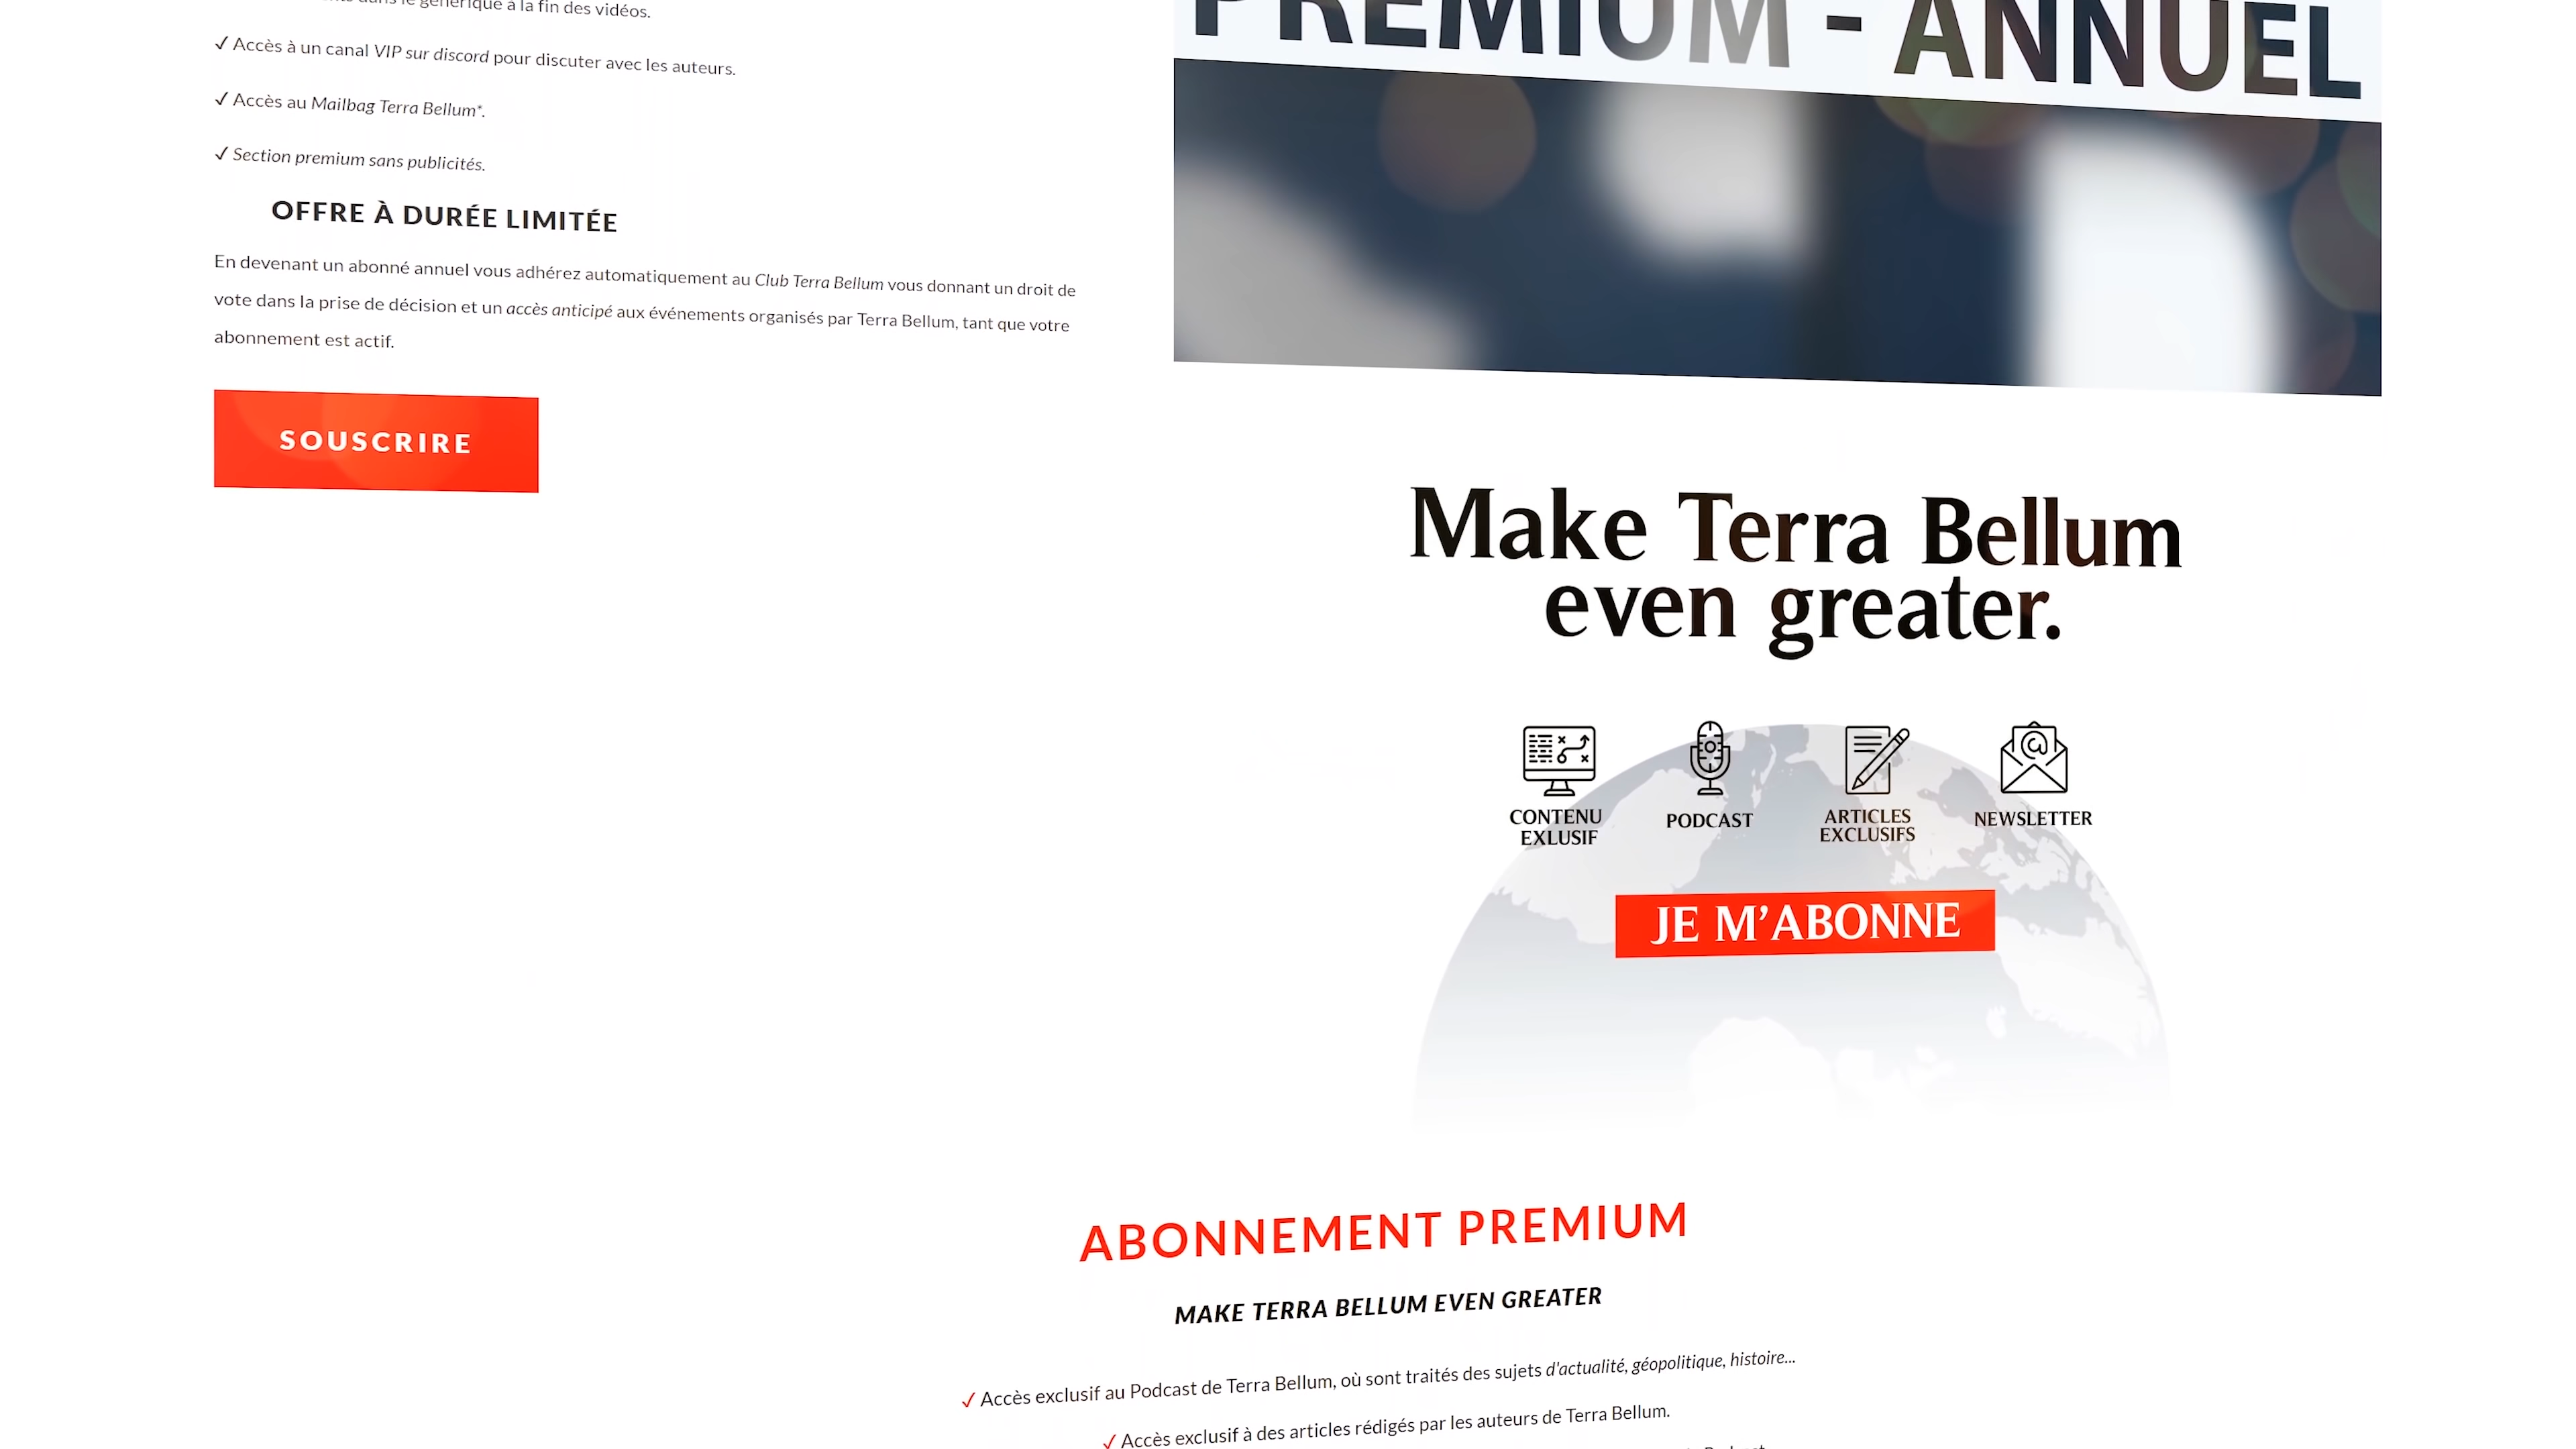 dans le générique à la fin des vidéos.
✓ Accès à un canal VIP sur discord pour discuter avec les auteurs.
✓ Accès au Mailbag Terra Bellum*.
✓ Section premium sans publicités.
OFFRE À DURÉE LIMITÉE
En devenant un abonné annuel vous adhérez automatiquement au Club Terra Bellum vous donnant un droit de
vote dans la prise de décision et un accès anticipé aux événements organisés par Terra Bellum, tant que votre
abonnement est actif.
SOUSCRIRE
PREMIUM - ANNUEL
Make Terra Bellum
even greater.
CONTENU
EXLUSIF
PODCAST
ARTICLES
EXCLUSIFS
NEWSLETTER
JE M'ABONNE
ABONNEMENT PREMIUM
MAKE TERRA BELLUM EVEN GREATER
✓ Accès exclusif au Podcast de Terra Bellum, où sont traités des sujets d'actualité, géopolitique, histoire...
✓ Accès exclusif à des articles rédigés par les auteurs de Terra Bellum.